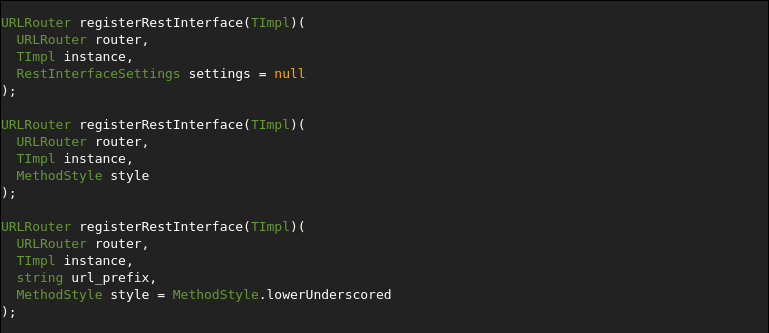 URLRouter registerRestInterface(TImpl)(
  URLRouter router,
  TImpl instance,
  RestInterfaceSettings settings = null
);

URLRouter registerRestInterface(TImpl)(
  URLRouter router,
  TImpl instance,
  MethodStyle style
);

URLRouter registerRestInterface(TImpl)(
  URLRouter router,
  TImpl instance,
  string url_prefix,
  MethodStyle style = MethodStyle.lowerUnderscored
);